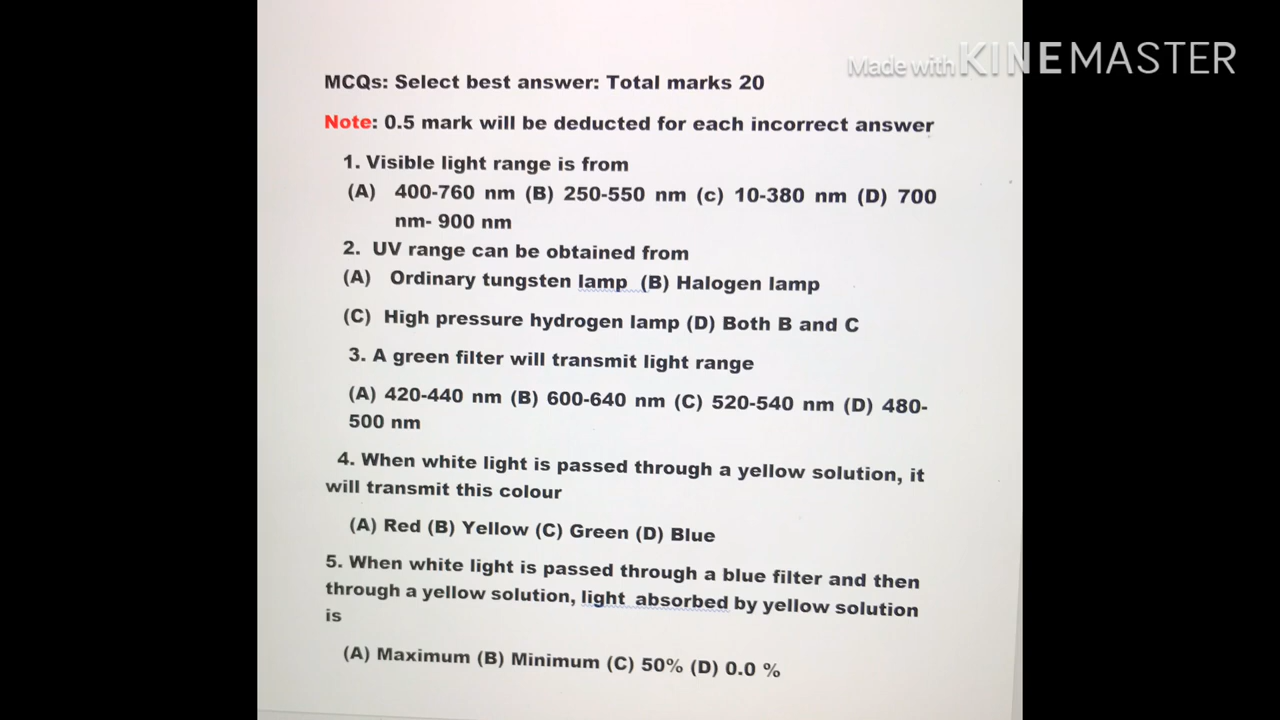 Made with KINEMASTER
MCQs: Select best answer: Total marks 20
Note: 0.5 mark will be deducted for each incorrect answer
1. Visible light range is from
(A) 400-760 nm (B) 250-550 nm (c) 10-380 nm (D) 700
nm- 900 nm
2. UV range can be obtained from
(A) Ordinary tungsten lamp (B) Halogen lamp
(C) High pressure hydrogen lamp (D) Both B and C
3. A green filter will transmit light range
(A) 420-440 nm (B) 600-640 nm (C) 520-540 nm (D) 480-
500 nm
4. When white light is passed through a yellow solution, it
will transmit this colour
(A) Red (B) Yellow (C) Green (D) Blue
5. When white light is passed through a blue filter and then
through a yellow solution, light absorbed by yellow solution
is
(A) Maximum (B) Minimum (C) 50% (D) 0.0 %